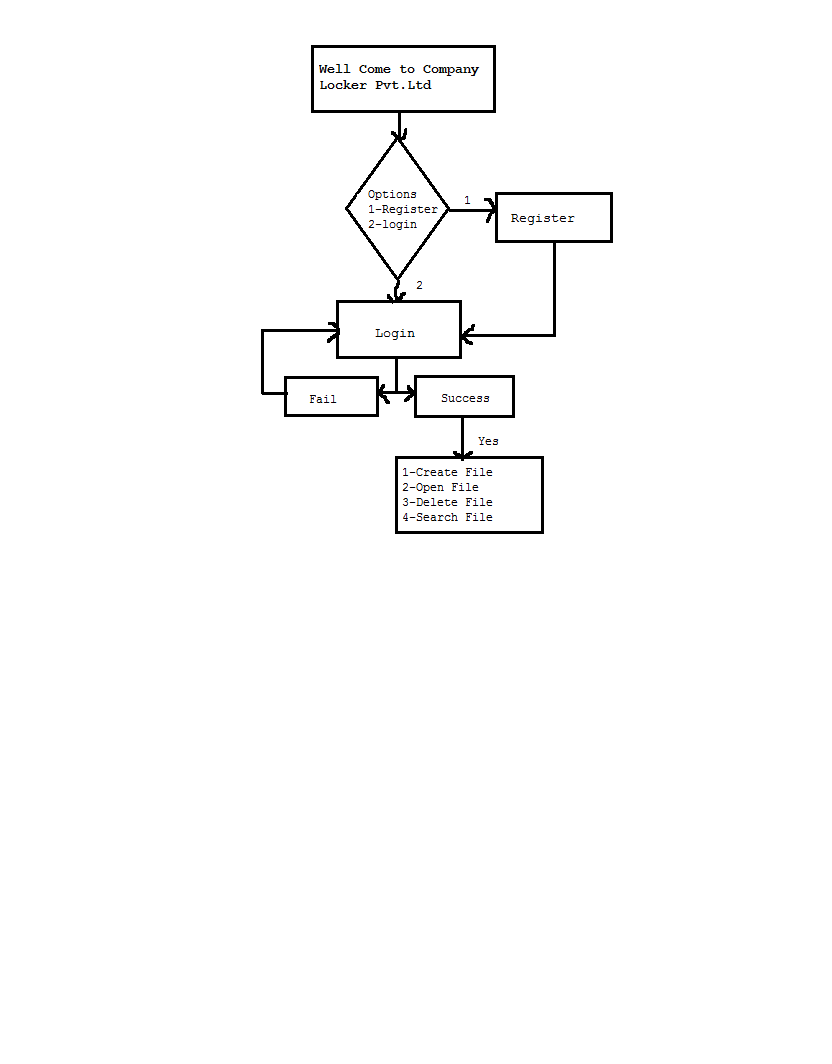 Well Come to Company
Locker Pvt.Ltd
Options
1-Register
2-login
1
Register
2
Login
Fail
Success
Yes
1-Create File
2-Open File
3-Delete File
4-Search File